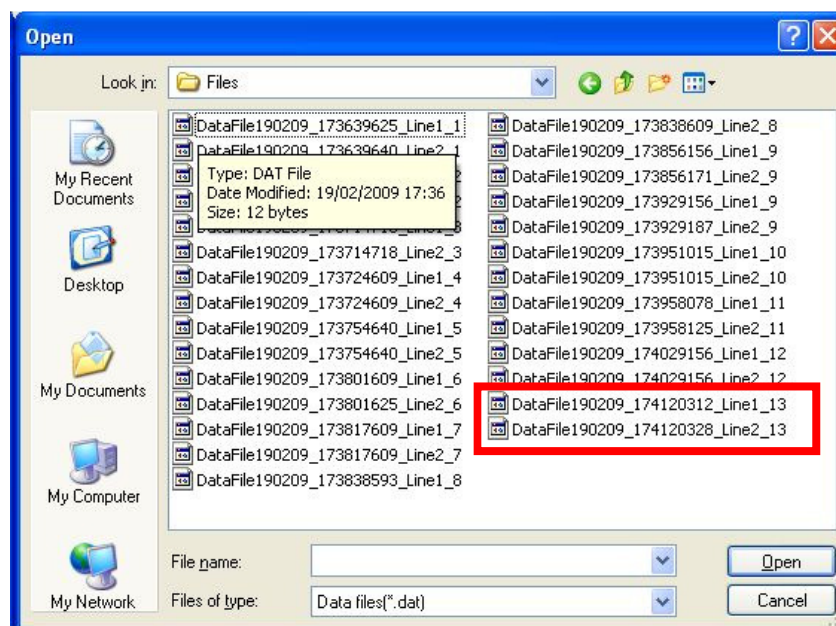 Open
Look in:
Files
My Recent
Documents
Desktop
My Documents
My Computer
My Network
DataFile190209_173639625_Line1_1
DataFile190209_173639640_Line2_1
Type: DAT File
Date Modified: 19/02/2009 17:36
Size: 12 bytes
DataFile190209_173714718_Line2_3
DataFile190209_173724609_Line1_4
DataFile190209_173724609_Line2_4
DataFile190209_173754640_Line1_5
DataFile190209_173754640_Line2_5
DataFile190209_173801609_Line1_6
DataFile190209_173801625_Line2_6
DataFile190209_173817609_Line1_7
DataFile190209_173817609_Line2_7
DataFile190209_173838593_Line1_8
DataFile190209_173838609_Line2_8
DataFile190209_173856156_Line1_9
DataFile190209_173856171_Line2_9
DataFile190209_173929156_Line1_9
DataFile190209_173929187_Line2_9
DataFile190209_173951015_Line1_10
DataFile190209_173951015_Line2_10
DataFile190209_173958078_Line1_11
DataFile190209_173958125_Line2_11
DataFile190209_174029156_Line1_12
DataFile190209_174029156_Line2_12
DataFile190209_174120312_Line1_13
DataFile190209_174120328_Line2_13
File name:
Open
Files of type:
Data files(*.dat)
Cancel